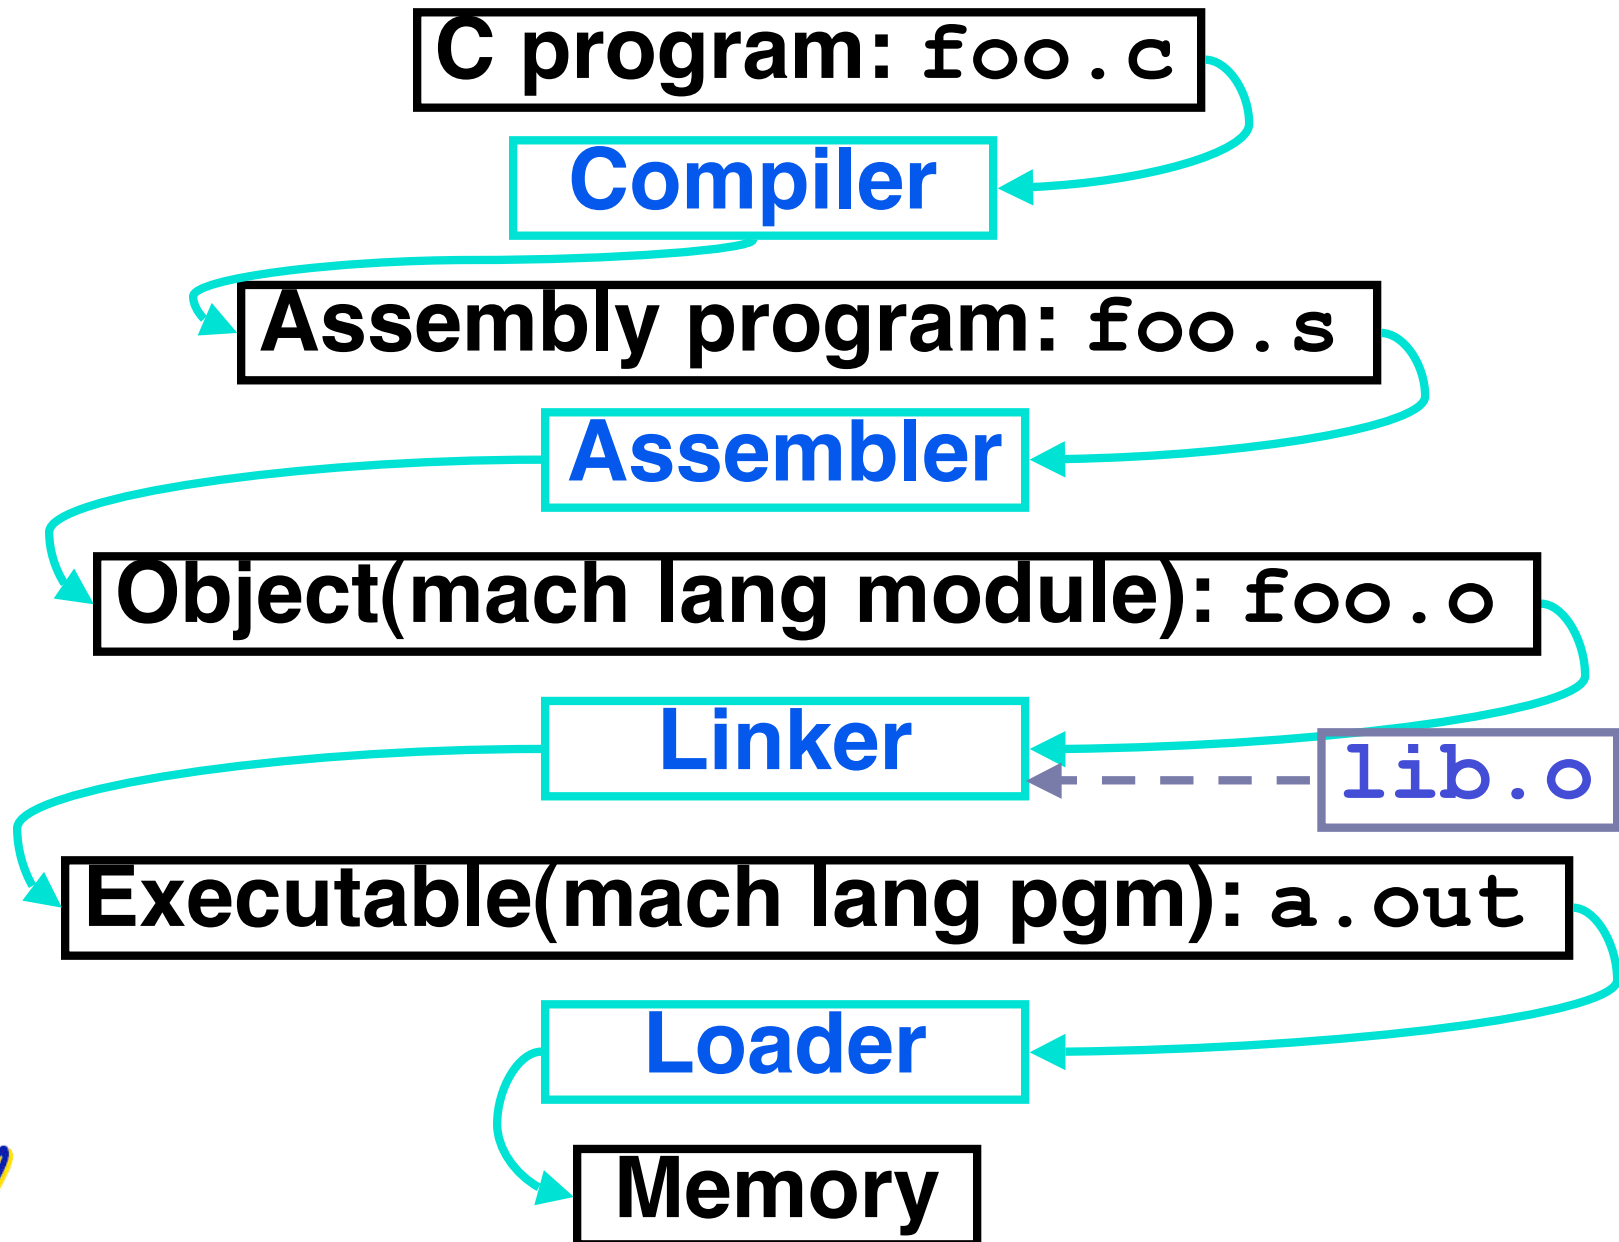 C program: foo.c
Compiler
Assembly program: foo.s
Assembler
Object(mach lang module): foo.o
Linker
lib.o
Executable(mach lang pgm): a.out
Loader
Memory